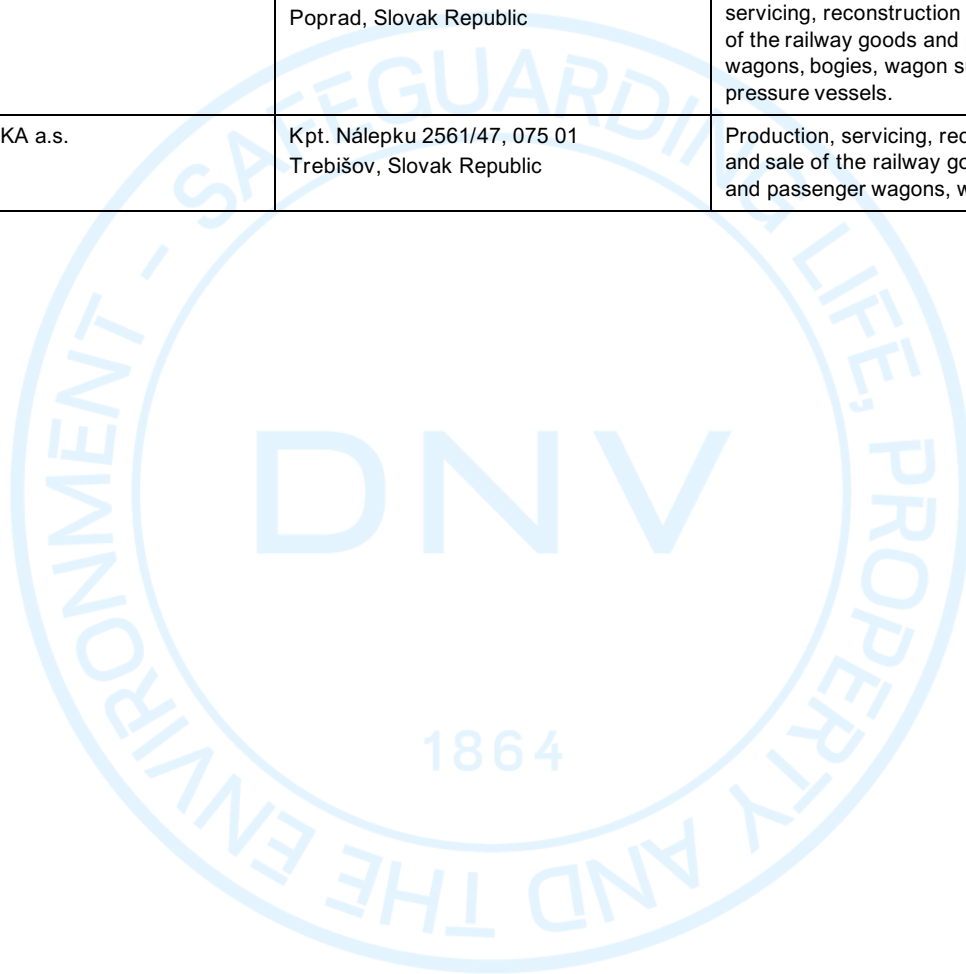 Poprad, Slovak Republic
servicing, reconstruction
of the railway goods and
wagons, bogies, wagon
pressure vessels.
KA a.s.
Kpt. Nálepku 2561/47, 075 01
Trebišov, Slovak Republic
Production, servicing,
and sale of the railway
and passenger wagons,
SAFEGUARDING LIFE, PROPERTY AND THE ENVIRONMENT -
DNV
1864